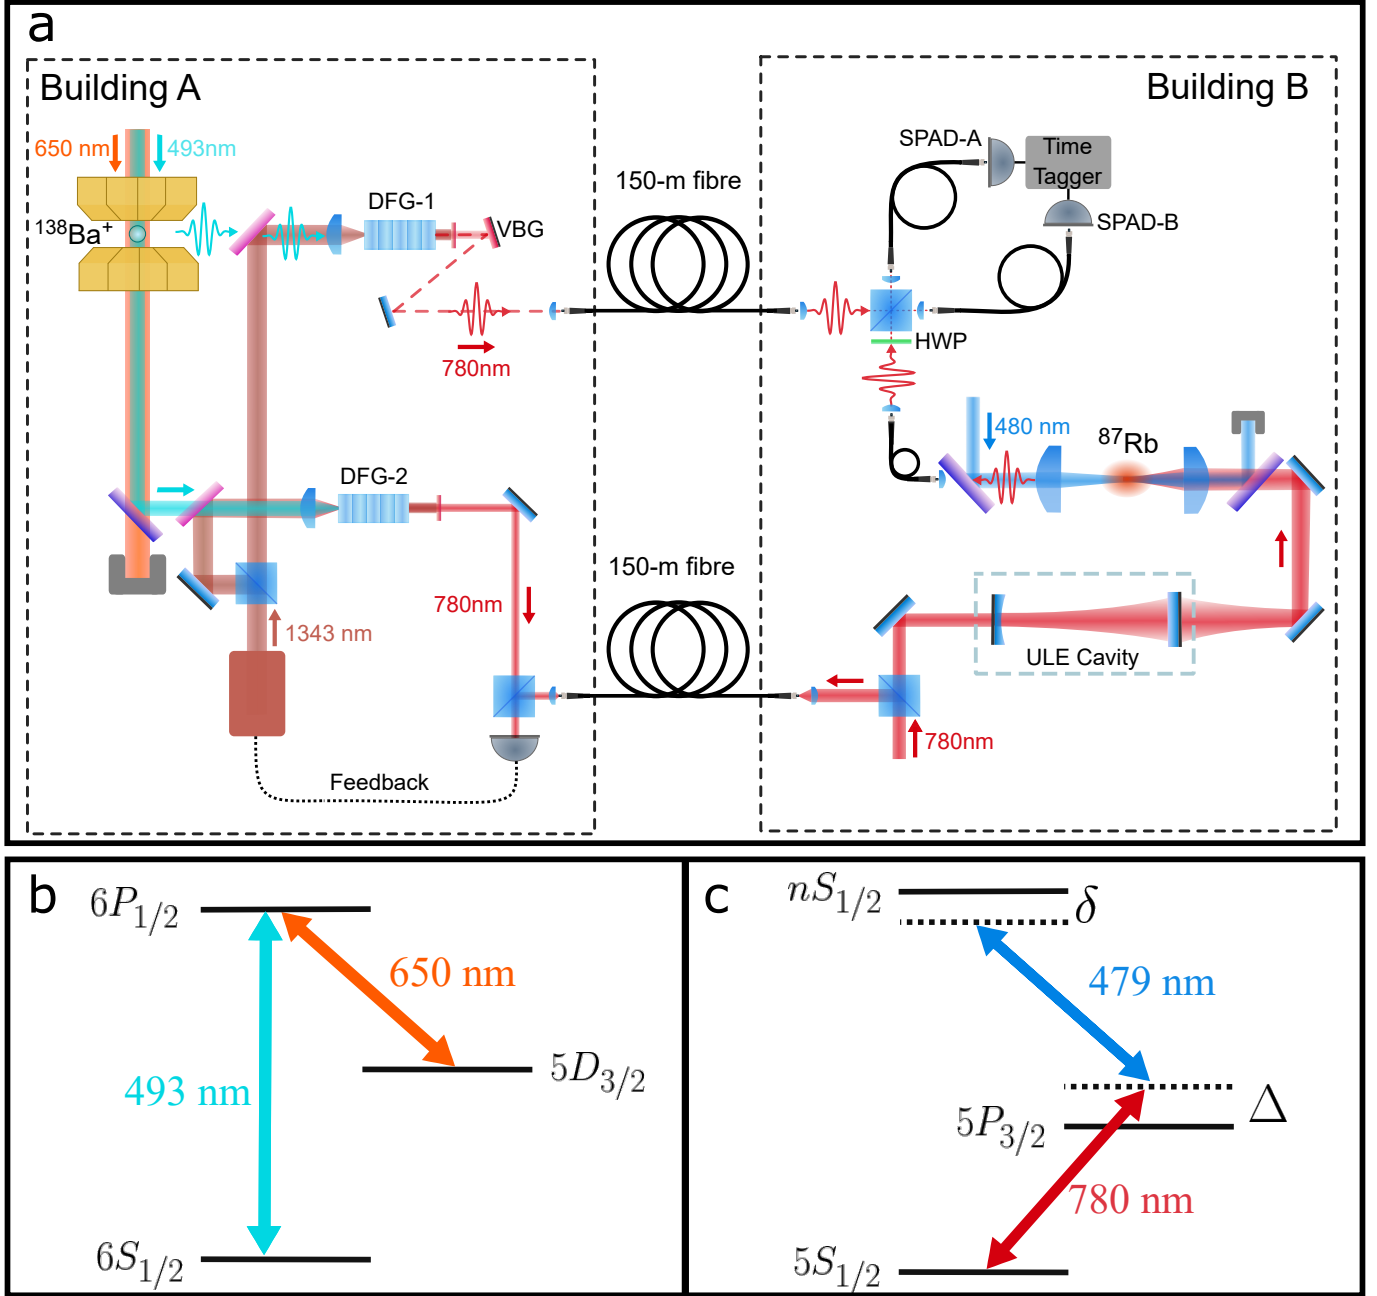 a
Building A
Building B
650 nm
493nm
138Ba+
DFG-1
VBG
780nm
150-m fibre
SPAD-A
Time
Tagger
SPAD-B
HWP
480 nm
87Rb
DFG-2
780nm
1343 nm
150-m fibre
ULE Cavity
780nm
Feedback
b
6P1/2
650 nm
493 nm
5D3/2
6S1/2
c
nS1/2
δ
479 nm
5P3/2
Δ
780 nm
5S1/2